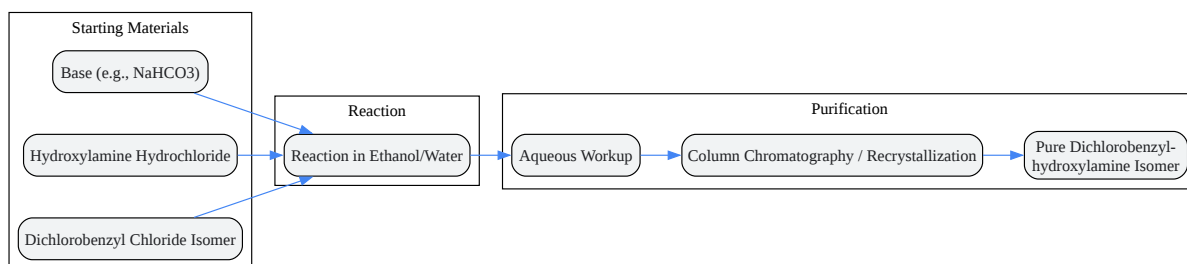 Starting Materials
Base (e.g., NaHCO3)
Hydroxylamine Hydrochloride
Dichlorobenzyl Chloride Isomer
Reaction
Reaction in Ethanol/Water
Purification
Aqueous Workup
Column Chromatography / Recrystallization
Pure Dichlorobenzyl-
hydroxylamine Isomer